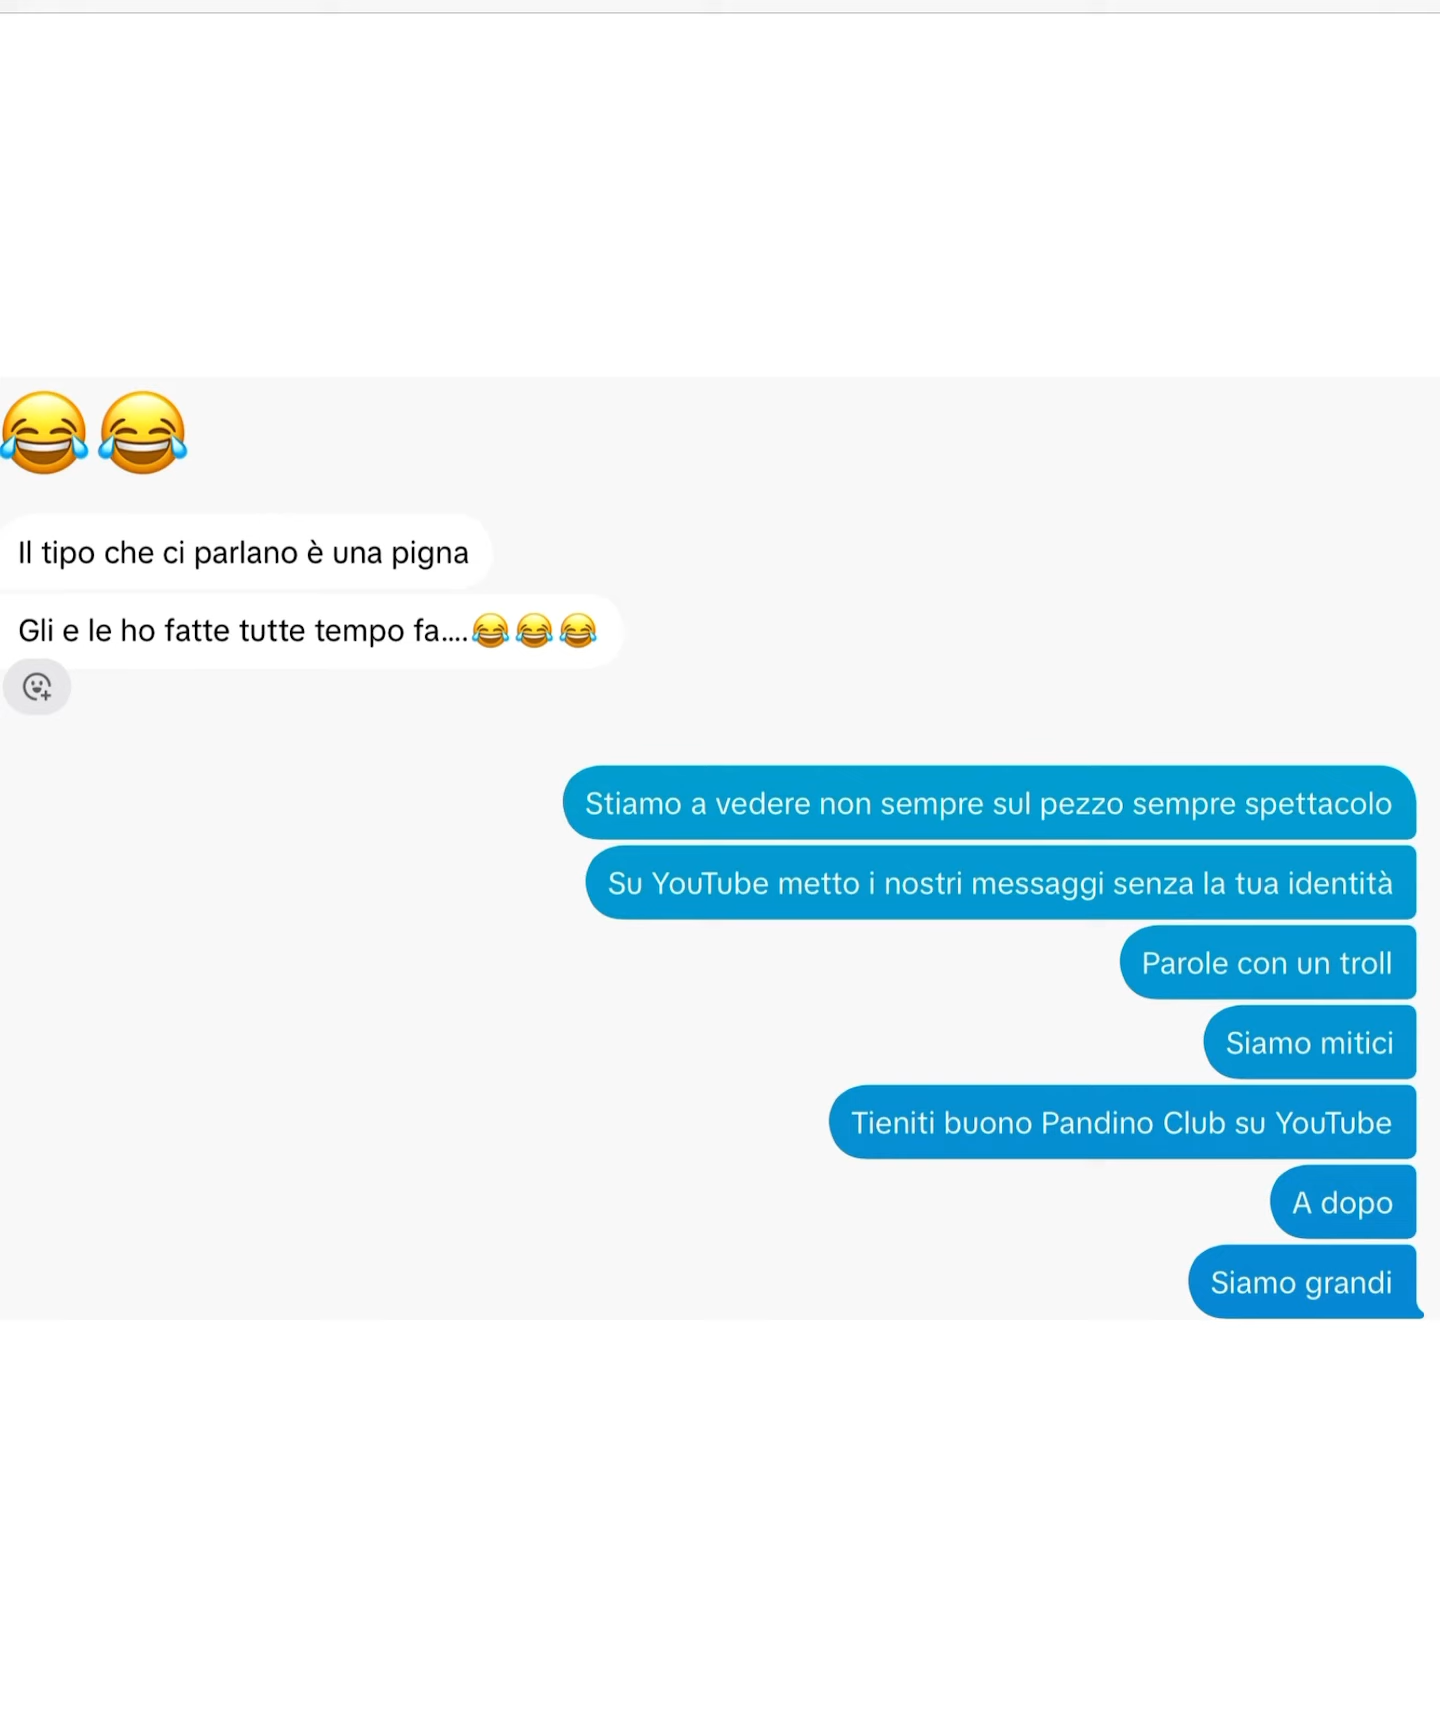 😂😂
Il tipo che ci parlano è una pigna
Gli e le ho fatte tutte tempo fa....😂😂😂
Stiamo a vedere non sempre sul pezzo sempre spettacolo
Su YouTube metto i nostri messaggi senza la tua identità
Parole con un troll
Siamo mitici
Tieniti buono Pandino Club su YouTube
A dopo
Siamo grandi